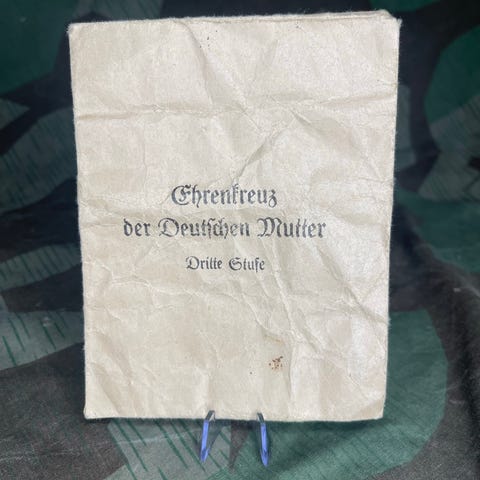 Ehrenkreuz
der Deutschen Mutter
Dritte Stufe